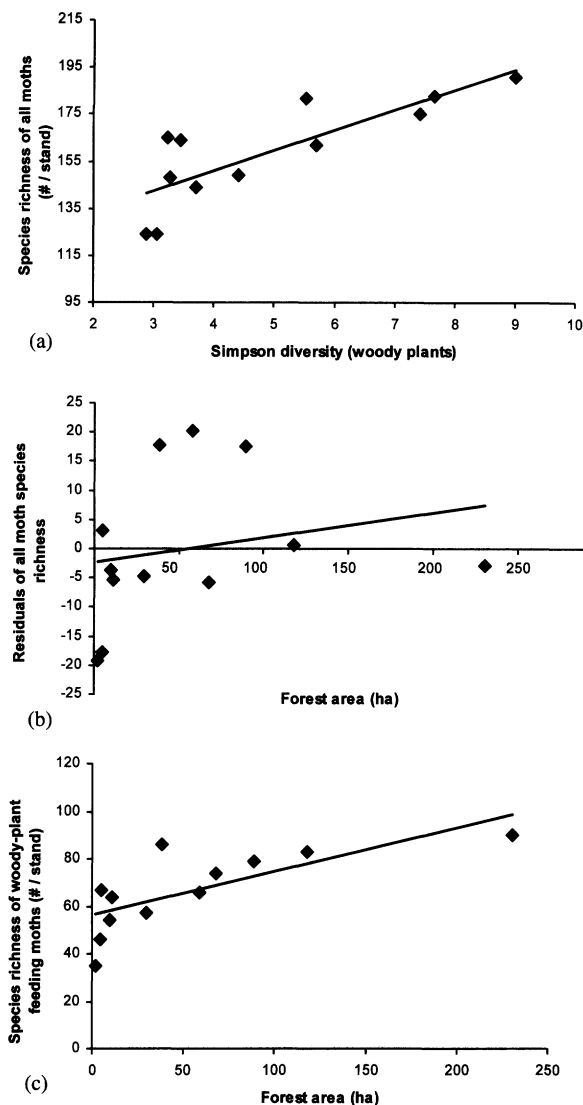 Species richness of all moths
(# / stand)
215
195
175
155
135
115
95
2 3 4 5 6 7 8 9 10
Simpson diversity (woody plants)
(a)
Residuals of all moth species
richness
25
20
15
10
5
0
-5
-10
-15
-20
-25
50 100 150 200 250
Forest area (ha)
(b)
Species richness of woody-plant
feeding moths (# / stand)
120
100
80
60
40
20
0
0 50 100 150 200 250
Forest area (ha)
(c)